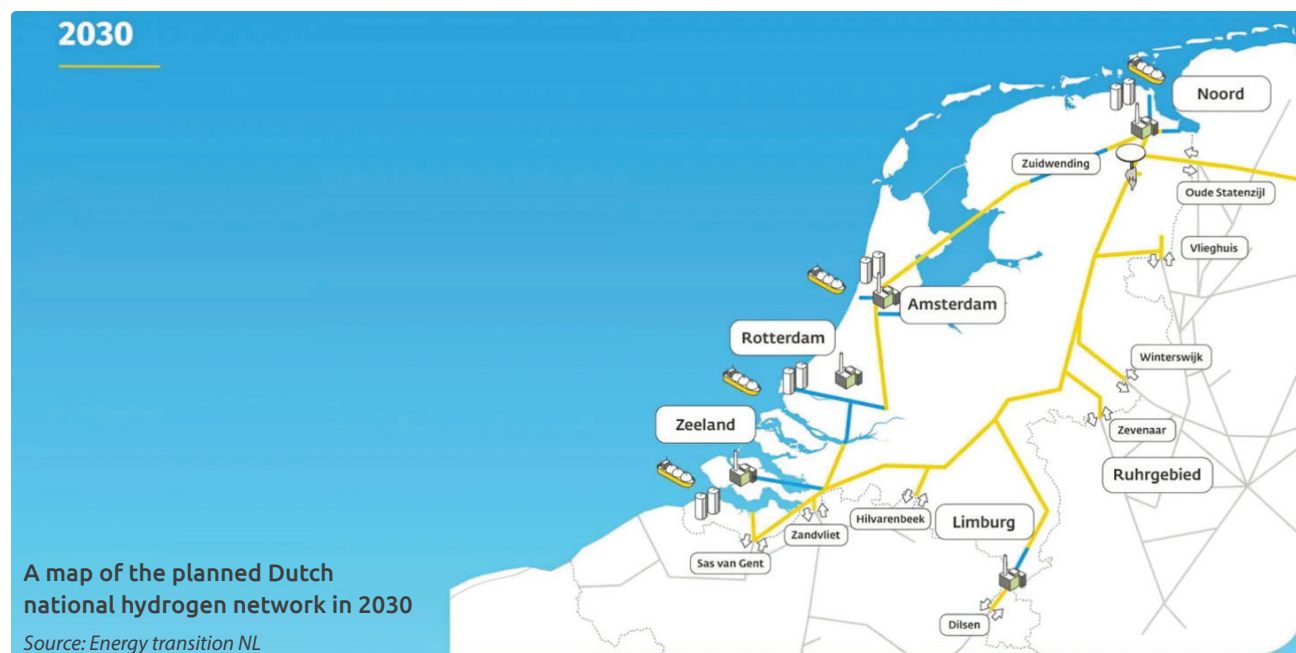 2030
Noord
Zuidwending
Oude Statenzijl
Vlieghuis
Amsterdam
Rotterdam
Winterswijk
Zeeland
Zevenaar
Ruhrgebied
Hilvarenbeek
Limburg
Zandvliet
Sas van Gent
Dilsen
A map of the planned Dutch
national hydrogen network in 2030
Source: Energy transition NL